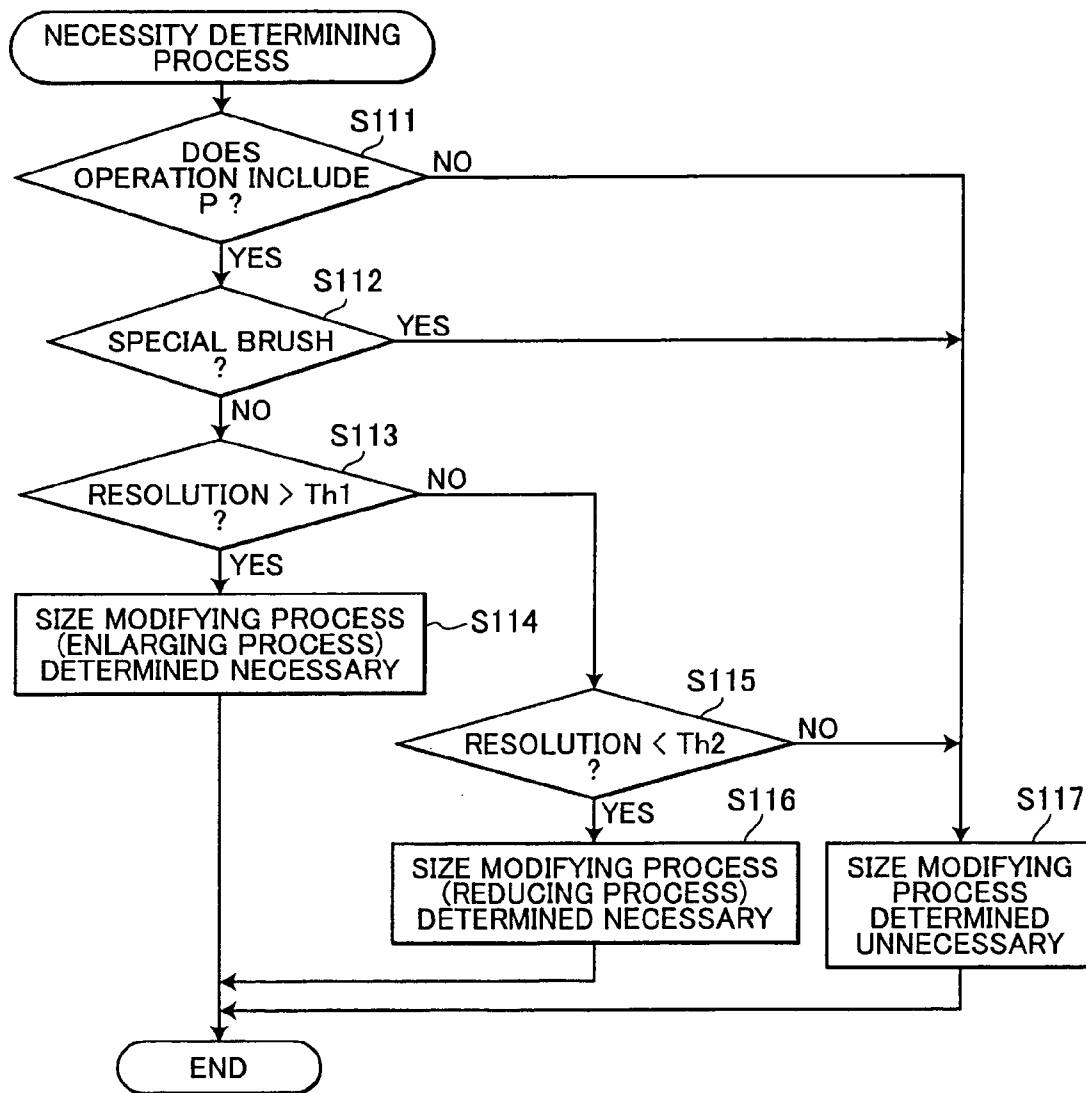 NECESSITY DETERMINING
PROCESS
S111
DOES
OPERATION INCLUDE
P ?
NO
YES
S112
SPECIAL BRUSH
?
YES
NO
S113
RESOLUTION > Th1
?
NO
YES
SIZE MODIFYING PROCESS
(ENLARGING PROCESS)
DETERMINED NECESSARY
S114
S115
RESOLUTION < Th2
?
NO
YES
S116
SIZE MODIFYING PROCESS
(REDUCING PROCESS)
DETERMINED NECESSARY
S117
SIZE MODIFYING
PROCESS
DETERMINED
UNNECESSARY
END